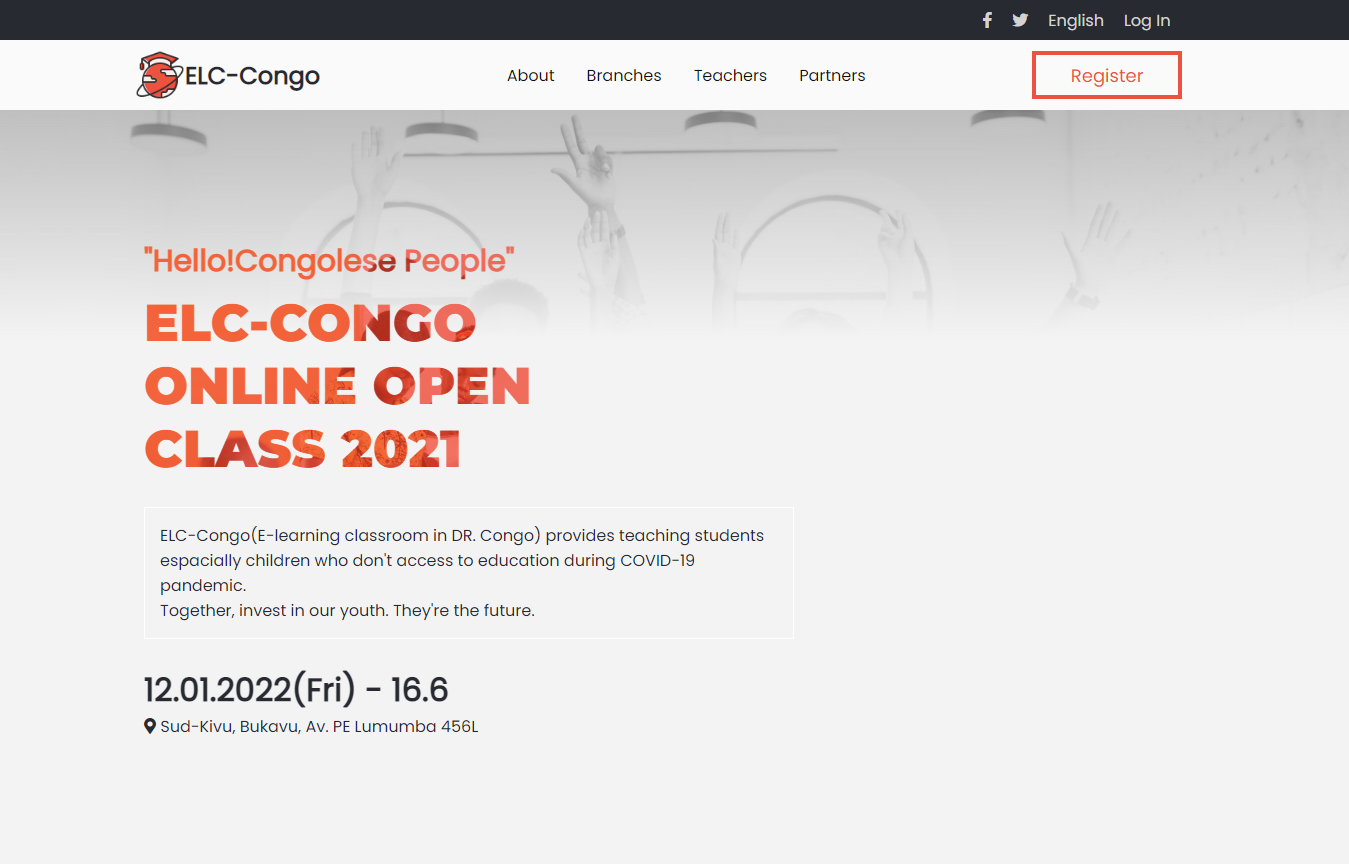 English Log In
ELC-Congo About Branches Teachers Partners Register
"Hello!Congolese People"
ELC-CONGO
ONLINE OPEN
CLASS 2021
ELC-Congo(E-learning classroom in DR. Congo) provides teaching students
espacially children who don't access to education during COVID-19
pandemic.
Together, invest in our youth. They're the future.
12.01.2022(Fri) - 16.6
Sud-Kivu, Bukavu, Av. PE Lumumba 456L